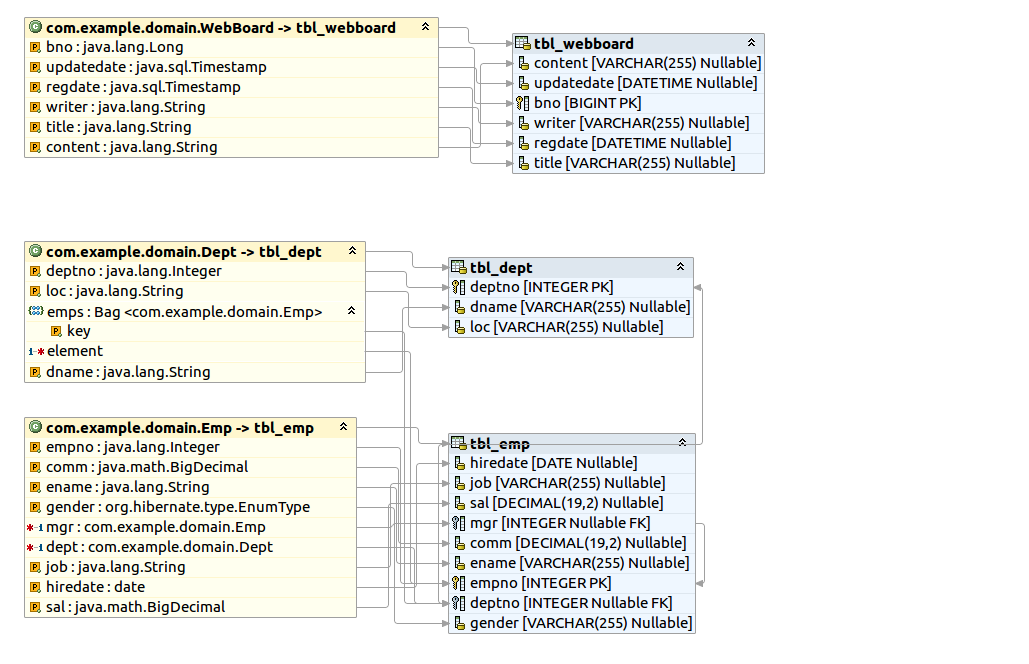 com.example.domain.WebBoard -> tbl_webboard
bno : java.lang.Long
updatedate : java.sql.Timestamp
regdate : java.sql.Timestamp
writer : java.lang.String
title : java.lang.String
content : java.lang.String
tbl_webboard
content [VARCHAR(255) Nullable]
updatedate [DATETIME Nullable]
bno [BIGINT PK]
writer [VARCHAR(255) Nullable]
regdate [DATETIME Nullable]
title [VARCHAR(255) Nullable]
com.example.domain.Dept -> tbl_dept
deptno : java.lang.Integer
loc : java.lang.String
emps : Bag <com.example.domain.Emp>
key
element
dname : java.lang.String
tbl_dept
deptno [INTEGER PK]
dname [VARCHAR(255) Nullable]
loc [VARCHAR(255) Nullable]
com.example.domain.Emp -> tbl_emp
empno : java.lang.Integer
comm : java.math.BigDecimal
ename : java.lang.String
gender : org.hibernate.type.EnumType
mgr : com.example.domain.Emp
dept : com.example.domain.Dept
job : java.lang.String
hiredate : date
sal : java.math.BigDecimal
tbl_emp
hiredate [DATE Nullable]
job [VARCHAR(255) Nullable]
sal [DECIMAL(19,2) Nullable]
mgr [INTEGER Nullable FK]
comm [DECIMAL(19,2) Nullable]
ename [VARCHAR(255) Nullable]
empno [INTEGER PK]
deptno [INTEGER Nullable FK]
gender [VARCHAR(255) Nullable]